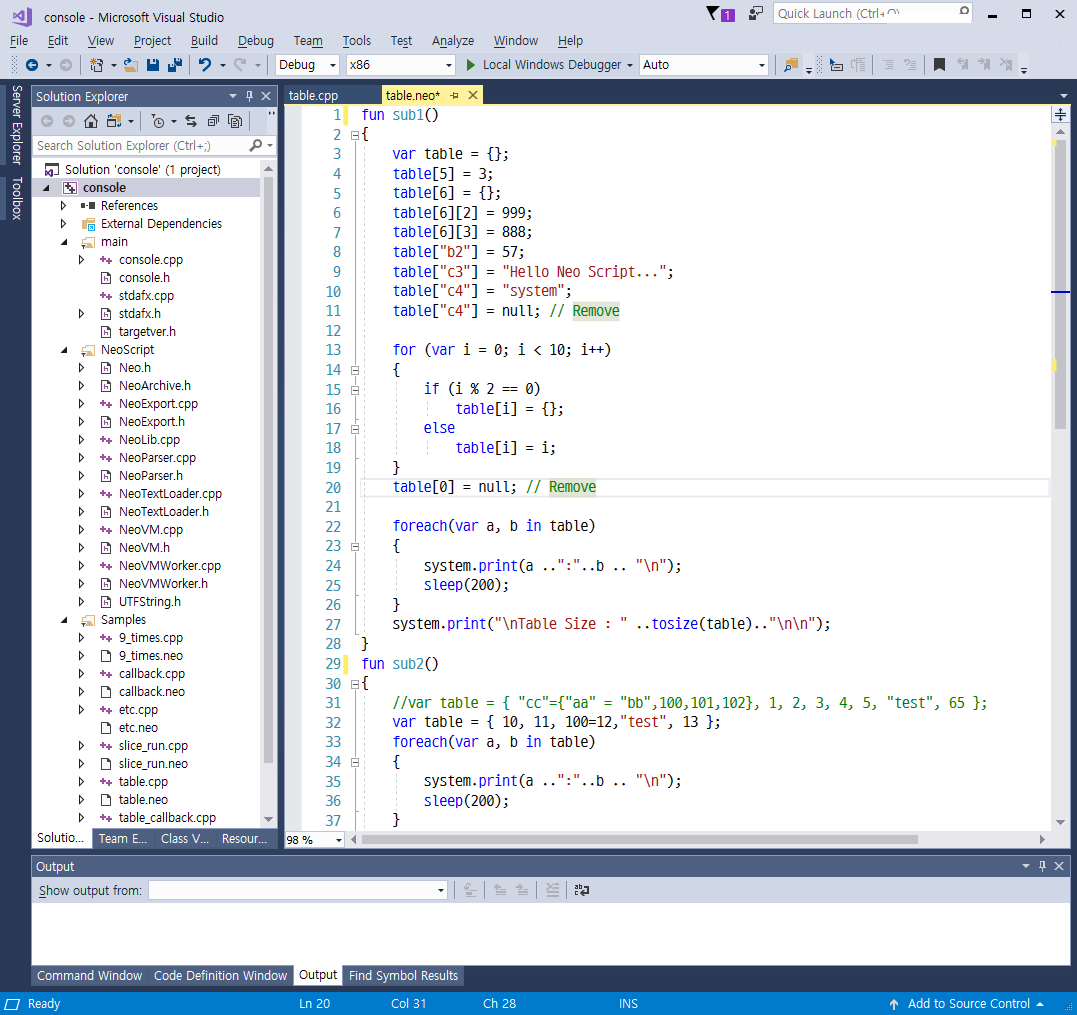 console - Microsoft Visual Studio
1
Quick Launch (Ctrl+
File Edit View Project Build Debug Team Tools Test Analyze Window Help
Debug x86 Local Windows Debugger Auto
Server Explorer
Toolbox
Solution Explorer
Search Solution Explorer (Ctrl+;)
Solution 'console' (1 project)
console
References
External Dependencies
main
console.cpp
console.h
stdafx.cpp
stdafx.h
targetver.h
NeoScript
Neo.h
NeoArchive.h
NeoExport.cpp
NeoExport.h
NeoLib.cpp
NeoParser.cpp
NeoParser.h
NeoTextLoader.cpp
NeoTextLoader.h
NeoVM.cpp
NeoVM.h
NeoVMWorker.cpp
NeoVMWorker.h
UTFString.h
Samples
9_times.cpp
9_times.neo
callback.cpp
callback.neo
etc.cpp
etc.neo
slice_run.cpp
slice_run.neo
table.cpp
table.neo
table_callback.cpp
Solutio... Team E... Class V... Resour...
table.cpp table.neo*
1 fun sub1()
2 {
3 var table = {};
4 table[5] = 3;
5 table[6] = {};
6 table[6][2] = 999;
7 table[6][3] = 888;
8 table["b2"] = 57;
9 table["c3"] = "Hello Neo Script...";
10 table["c4"] = "system";
11 table["c4"] = null; // Remove
12
13 for (var i = 0; i < 10; i++)
14 {
15 if (i % 2 == 0)
16 table[i] = {};
17 else
18 table[i] = i;
19 }
20 table[0] = null; // Remove
21
22 foreach(var a, b in table)
23 {
24 system.print(a ..":"..b .. "\n");
25 sleep(200);
26 }
27 system.print("\nTable Size : " ..tosize(table).."\n\n");
28 }
29 fun sub2()
30 {
31 //var table = { "cc"={"aa" = "bb",100,101,102}, 1, 2, 3, 4, 5, "test", 65 };
32 var table = { 10, 11, 100=12,"test", 13 };
33 foreach(var a, b in table)
34 {
35 system.print(a ..":"..b .. "\n");
36 sleep(200);
37 }
98 %
Output
Show output from:
Command Window Code Definition Window Output Find Symbol Results
Ready Ln 20 Col 31 Ch 28 INS Add to Source Control